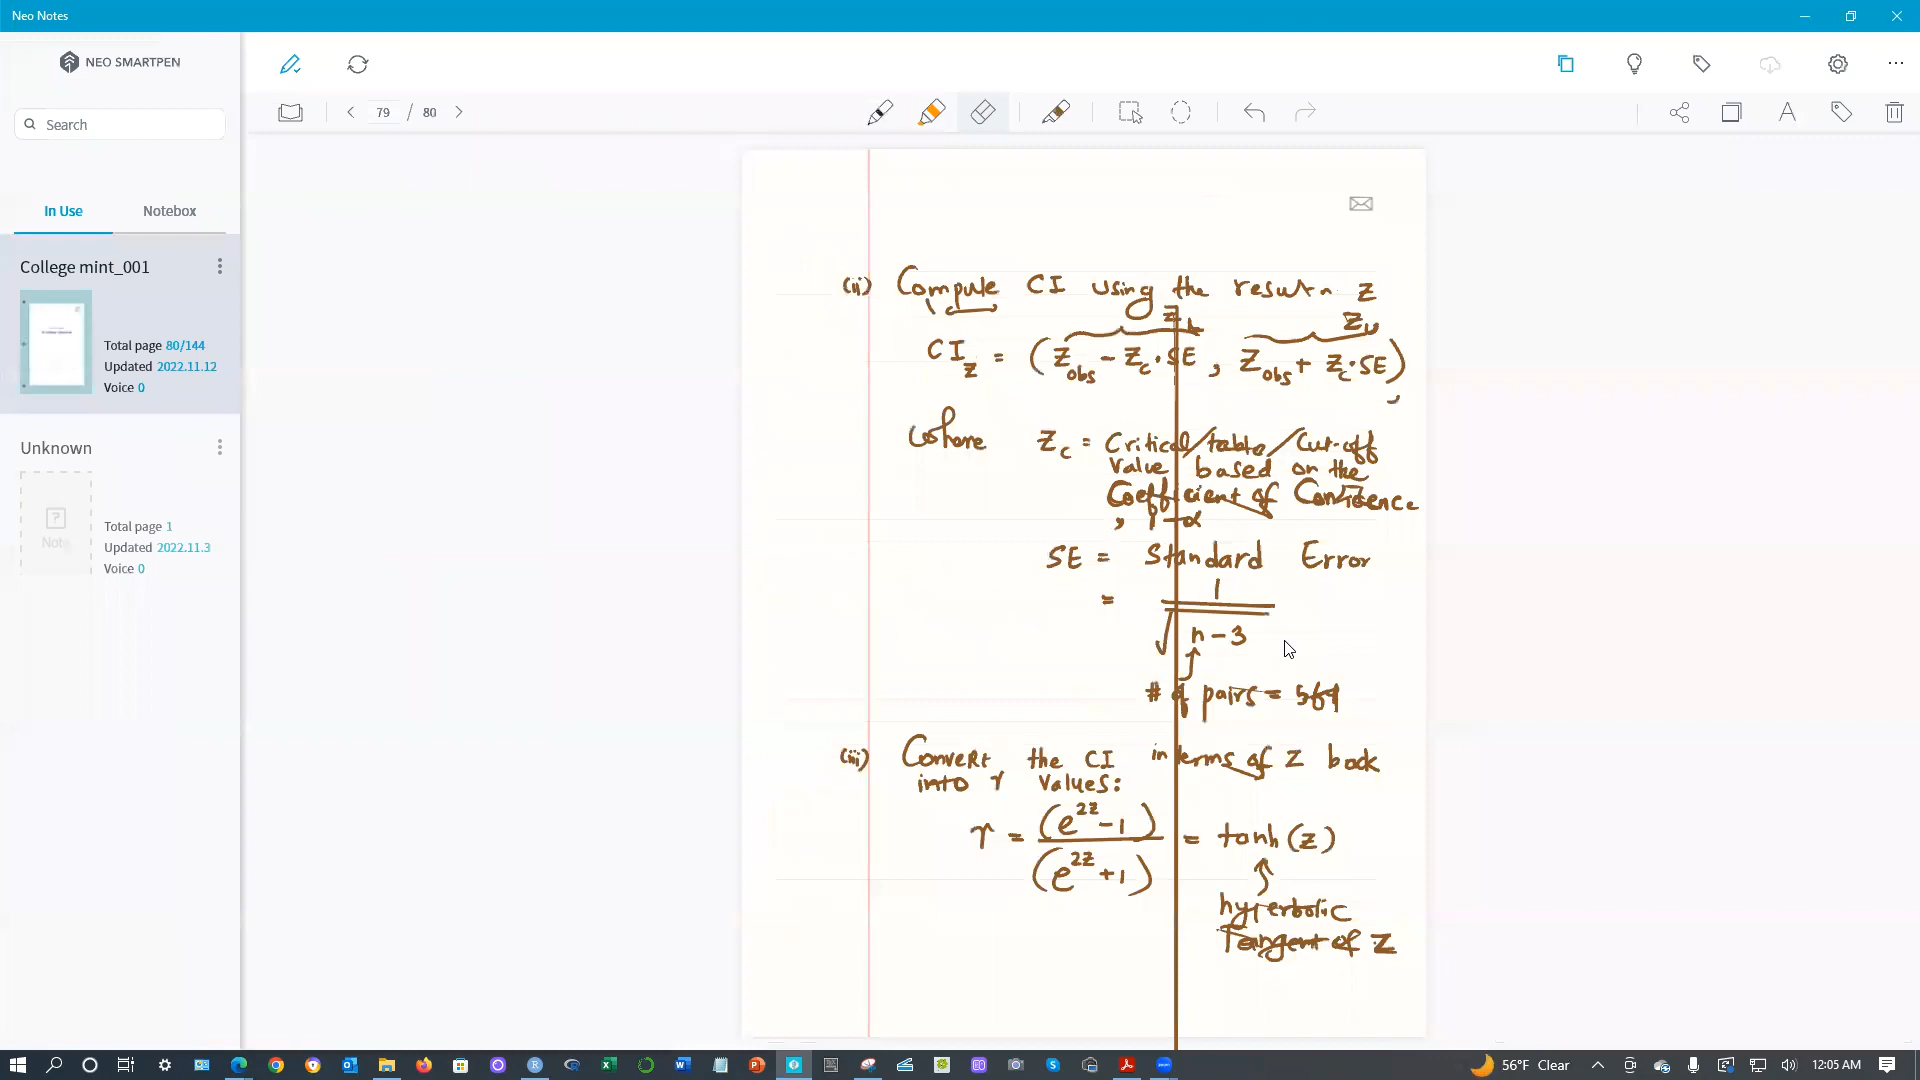 Neo Notes
NEO SMARTPEN
Search
79 / 80
In Use Notebox
College mint_001
Total page 80/144
Updated 2022.11.12
Voice 0
Unknown
Note
Total page 1
Updated 2022.11.3
Voice 0
(ii) Compute CI using the result Z
Z_L Z_U
CI_Z = (Z_obs - Z_c · SE, Z_obs + Z_c · SE),
where Z_c = Critical/table/cut-off
value based on the
Coefficient of Confidence
, 1-α
SE = Standard Error
= 1
√n-3
# of pairs =
(iii) Convert the CI in terms of Z back
into r values:
r = (e^2Z - 1) / (e^2Z + 1) = tanh(Z)
hyperbolic
Tangent of Z
56°F Clear
12:05 AM